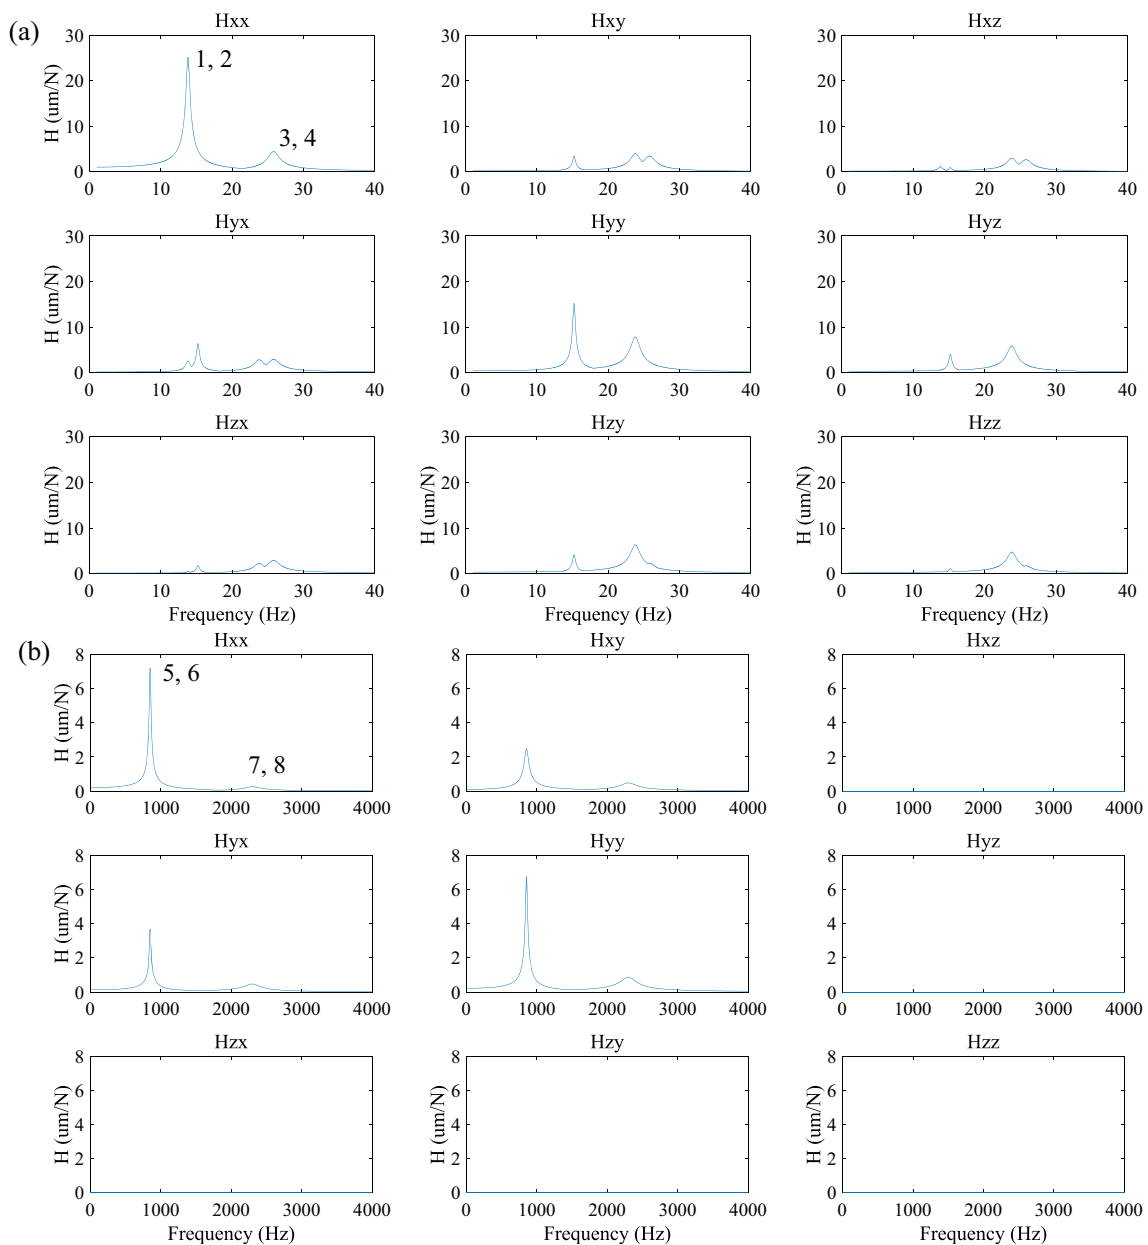 (a)
Hxx Hxy Hxz
30 30 30
1, 2
H (um/N)
20 20 20
10 10 10
3, 4
0 0 0
0 10 20 30 40 0 10 20 30 40 0 10 20 30 40
Hyx Hyy Hyz
30 30 30
H (um/N)
20 20 20
10 10 10
0 0 0
0 10 20 30 40 0 10 20 30 40 0 10 20 30 40
Hzx Hzy Hzz
30 30 30
H (um/N) H (um/N) H (um/N)
20 20 20
10 10 10
0 0 0
0 10 20 30 40 0 10 20 30 40 0 10 20 30 40
Frequency (Hz) Frequency (Hz) Frequency (Hz)
(b)
Hxx Hxy Hxz
8 8 8
5, 6
H (um/N)
6 6 6
4 4 4
2 2 2
7, 8
0 0 0
0 1000 2000 3000 4000 0 1000 2000 3000 4000 0 1000 2000 3000 4000
Hyx Hyy Hyz
8 8 8
H (um/N)
6 6 6
4 4 4
2 2 2
0 0 0
0 1000 2000 3000 4000 0 1000 2000 3000 4000 0 1000 2000 3000 4000
Hzx Hzy Hzz
8 8 8
H (um/N) H (um/N) H (um/N)
6 6 6
4 4 4
2 2 2
0 0 0
0 1000 2000 3000 4000 0 1000 2000 3000 4000 0 1000 2000 3000 4000
Frequency (Hz) Frequency (Hz) Frequency (Hz)